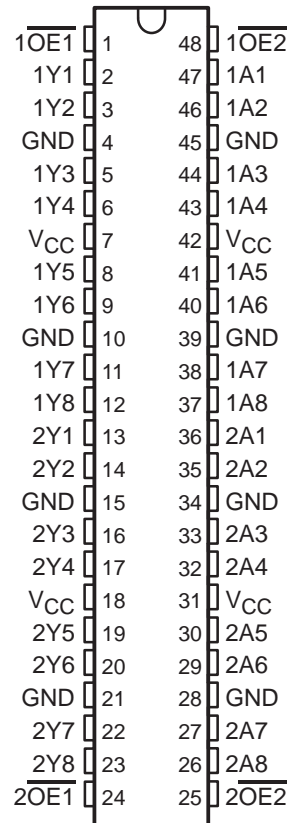 1OE1 1 48 1OE2
1Y1 2 47 1A1
1Y2 3 46 1A2
GND 4 45 GND
1Y3 5 44 1A3
1Y4 6 43 1A4
VCC 7 42 VCC
1Y5 8 41 1A5
1Y6 9 40 1A6
GND 10 39 GND
1Y7 11 38 1A7
1Y8 12 37 1A8
2Y1 13 36 2A1
2Y2 14 35 2A2
GND 15 34 GND
2Y3 16 33 2A3
2Y4 17 32 2A4
VCC 18 31 VCC
2Y5 19 30 2A5
2Y6 20 29 2A6
GND 21 28 GND
2Y7 22 27 2A7
2Y8 23 26 2A8
2OE1 24 25 2OE2